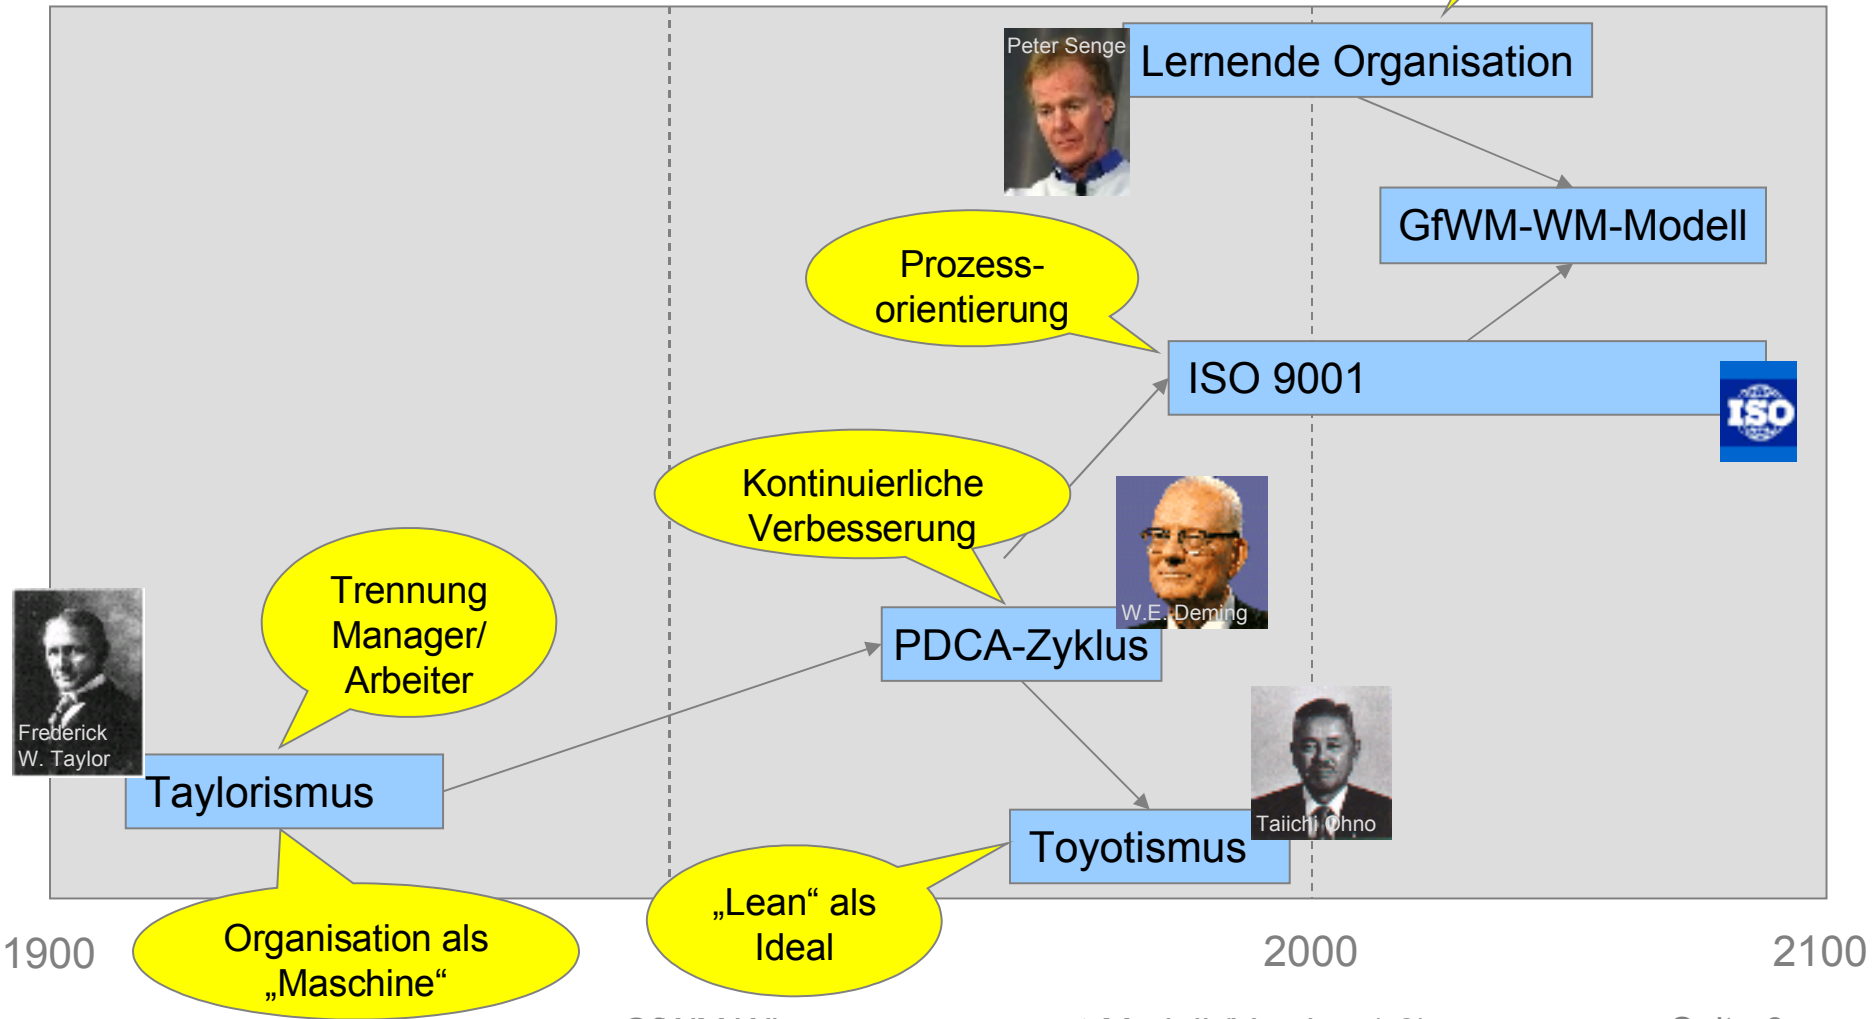 Peter Senge
Lernende Organisation
GfWM-WM-Modell
Prozess-
orientierung
ISO 9001
ISO
Kontinuierliche
Verbesserung
W.E. Deming
Trennung
Manager/
Arbeiter
PDCA-Zyklus
Frederick
W. Taylor
Taylorismus
Taiichi Ohno
Toyotismus
„Lean“ als
Ideal
Organisation als
„Maschine“
1900
2000
2100